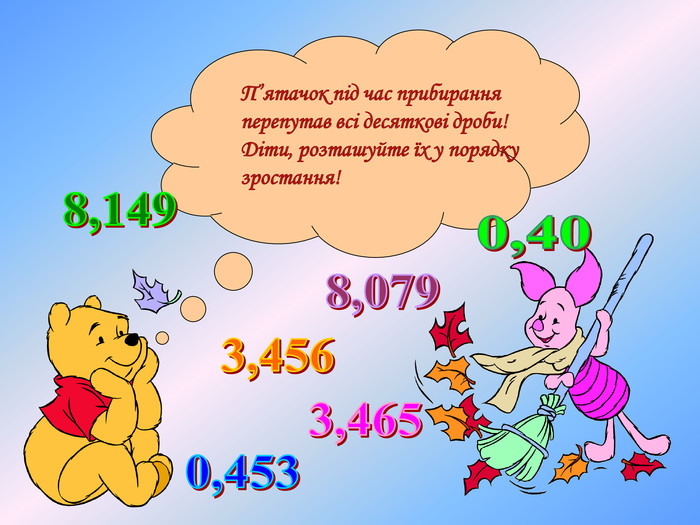 П’ятачок під час прибирання
перепутав всі десяткові дроби!
Діти, розташуйте їх у порядку
зростання!
8,149
0,40
8,079
3,456
3,465
0,453